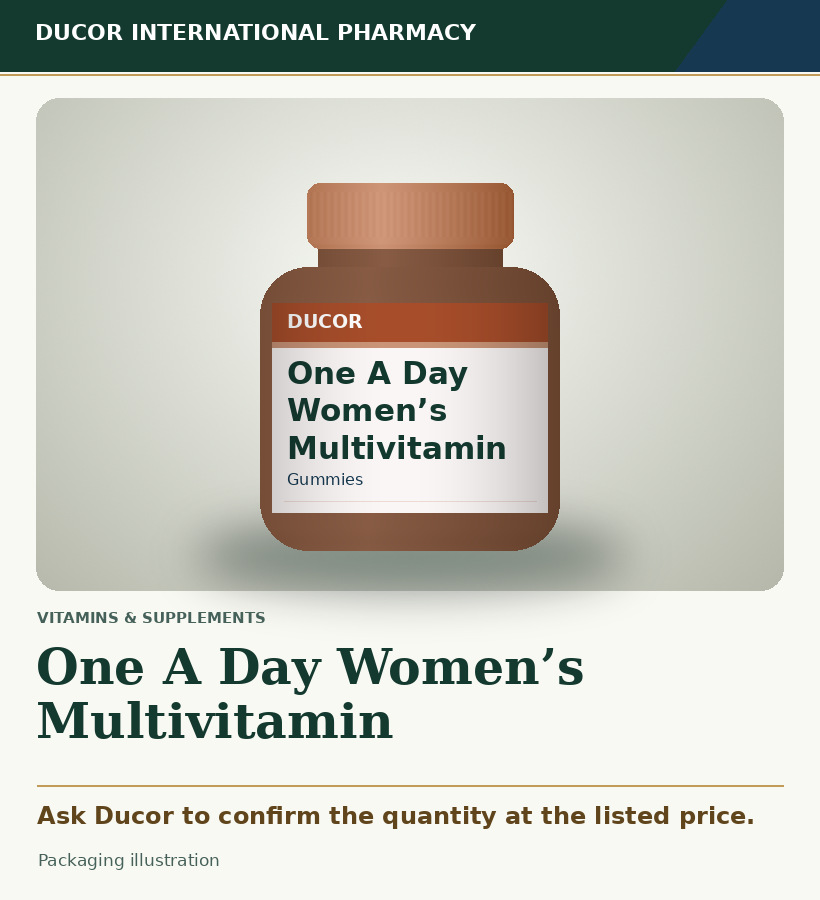 DUCOR INTERNATIONAL PHARMACY
DUCOR
One A Day
Women’s
Multivitamin
Gummies
VITAMINS & SUPPLEMENTS
One A Day Women’s
Multivitamin
Ask Ducor to confirm the quantity at the listed price.
Packaging illustration